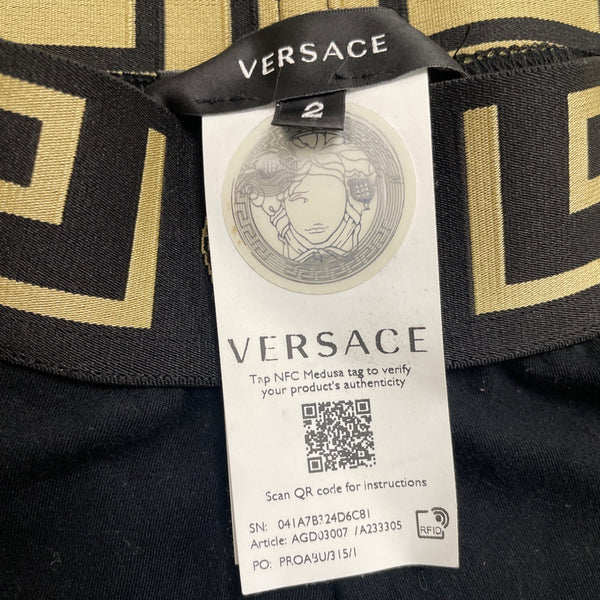 VERSACE
2
VERSACE
Tap NFC Medusa tag to verify
your product's authenticity
Scan QR code for instructions
SN: 041A7B324D6C81
Article: AGD03007 /A233305
RFID
PO: PROABU/315/1